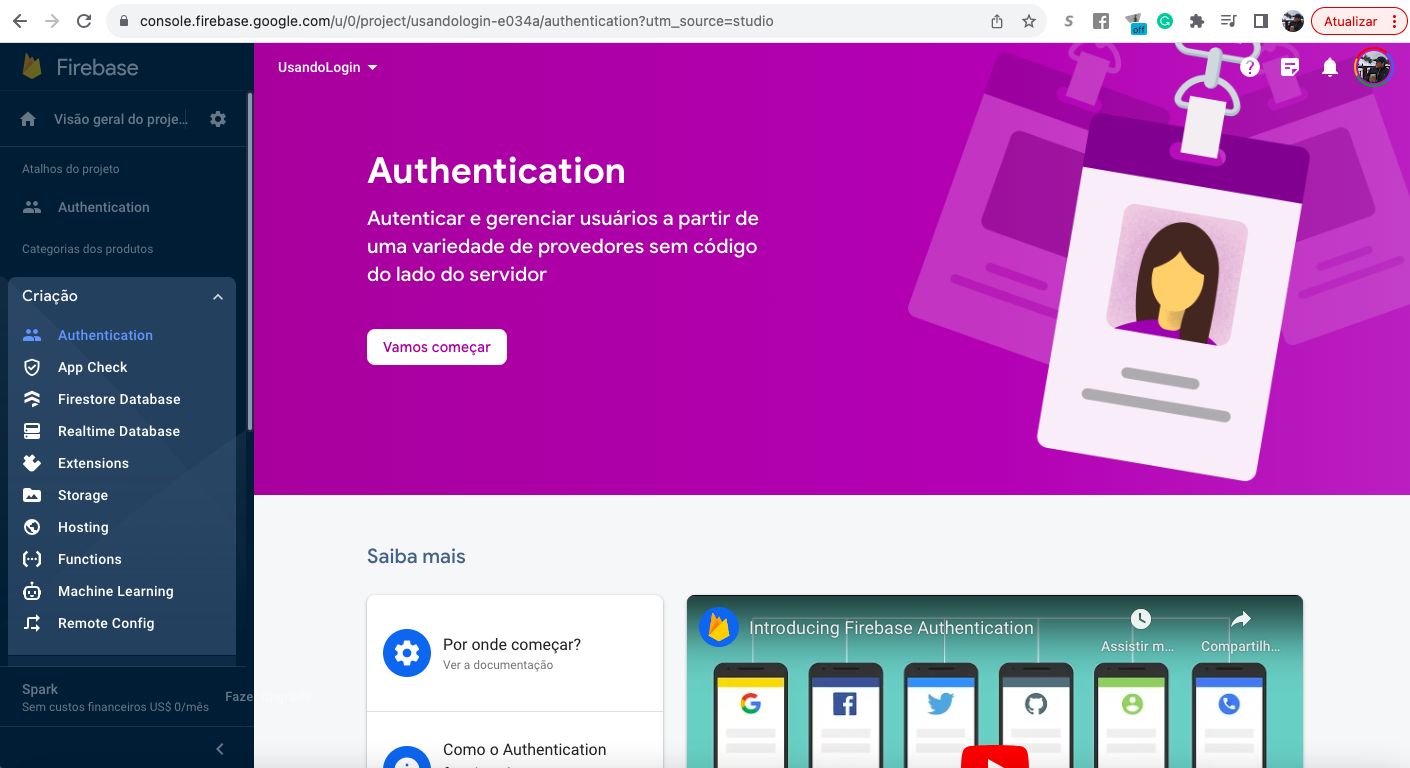 console.firebase.google.com/u/0/project/usandologin-e034a/authentication?utm_source=studio
S
off
Atualizar
Firebase
Visão geral do proje...
Atalhos do projeto
Authentication
Categorias dos produtos
Criação
Authentication
App Check
Firestore Database
Realtime Database
Extensions
Storage
Hosting
Functions
Machine Learning
Remote Config
Spark
Sem custos financeiros US$ 0/mês
Faze
UsandoLogin
Authentication
Autenticar e gerenciar usuários a partir de
uma variedade de provedores sem código
do lado do servidor
Vamos começar
Saiba mais
Por onde começar?
Ver a documentação
Como o Authentication
Introducing Firebase Authentication
Assistir m...
Compartilh...